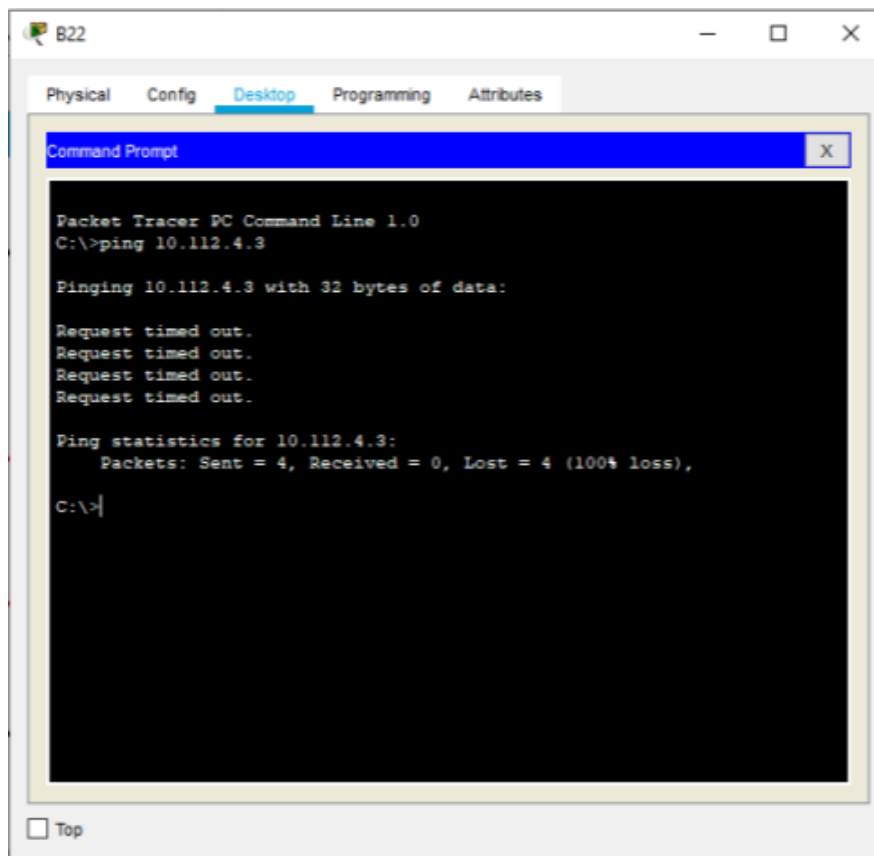 B22
Physical Config Desktop Programming Attributes
Command Prompt
X
Packet Tracer PC Command Line 1.0
C:\>ping 10.112.4.3
Pinging 10.112.4.3 with 32 bytes of data:
Request timed out.
Request timed out.
Request timed out.
Request timed out.
Ping statistics for 10.112.4.3:
Packets: Sent = 4, Received = 0, Lost = 4 (100% loss),
C:\>
Top